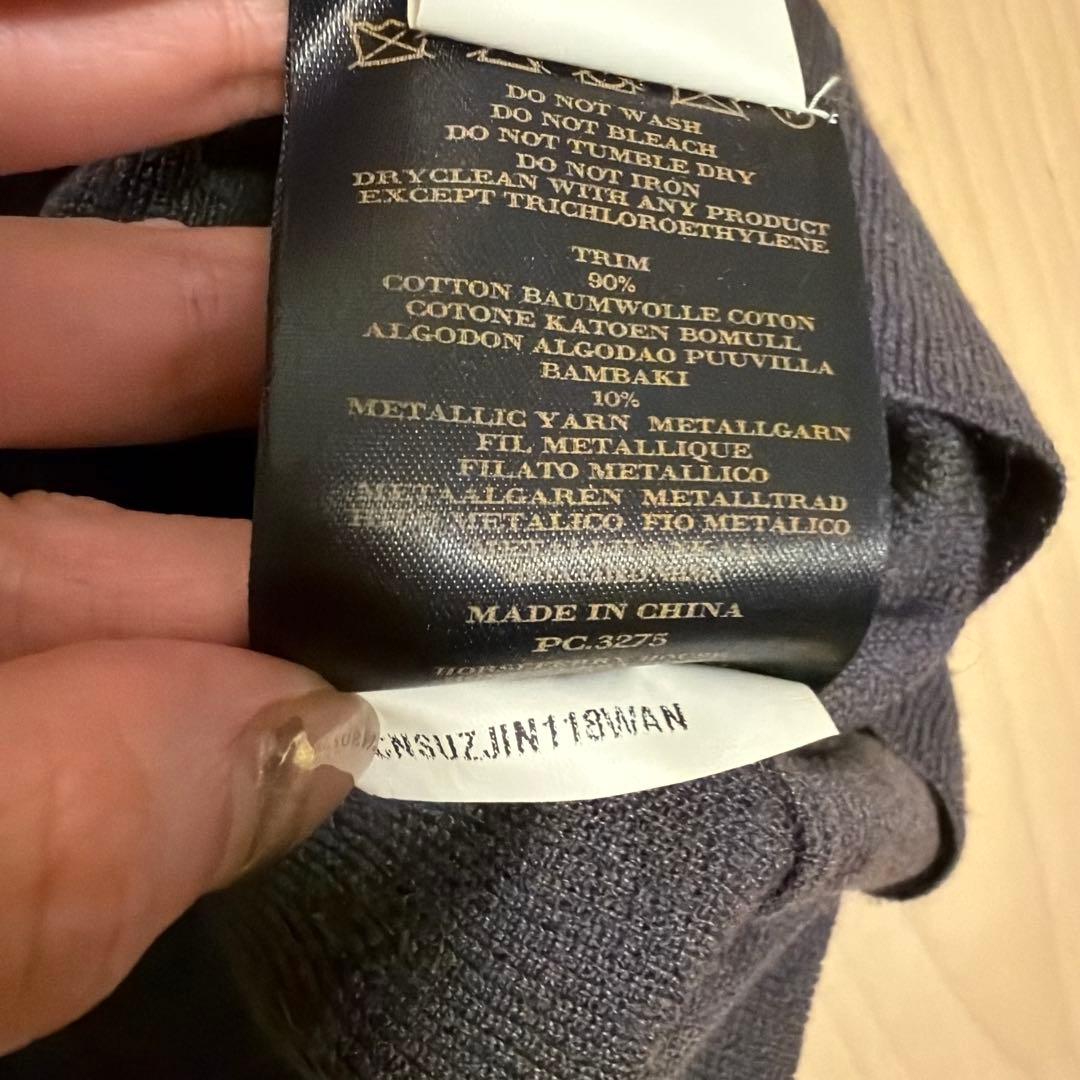 DO NOT WASH
DO NOT BLEACH
DO NOT TUMBLE DRY
DO NOT IRON
DRYCLEAN WITH ANY PRODUCT
EXCEPT TRICHLOROETHYLENE
TRIM
90%
COTTON BAUMWOLLE COTON
COTONE KATOEN BOMULL
ALGODON ALGODAO PUUVILLA
BAMBAKI
10%
METALLIC YARN METALLGARN
FIL METALLIQUE
FILATO METALLICO
METAALGAREN METALLTRAD
METALICO FIO METALICO
MADE IN CHINA
PC.3275
CNSUZJIN118WAN